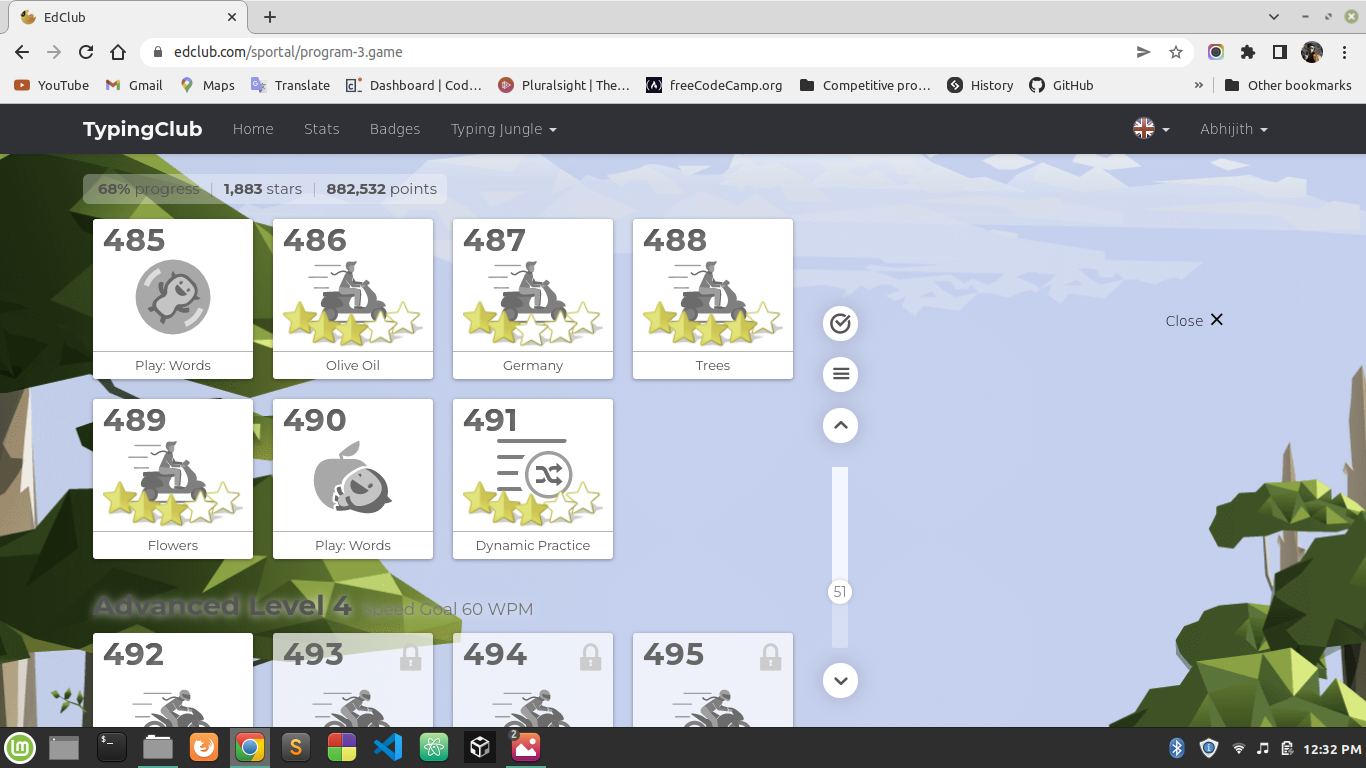 EdClub
edclub.com/sportal/program-3.game
YouTube Gmail Maps Translate Dashboard | Cod… Pluralsight | The… freeCodeCamp.org Competitive pro… History GitHub » Other bookmarks
TypingClub Home Stats Badges Typing Jungle Abhijith
68% progress | 1,883 stars | 882,532 points
485 486 487 488
Close
Play: Words Olive Oil Germany Trees
489 490 491
Play: Words
Flowers Dynamic Practice
51
Advanced Level 4 Speed Goal 60 WPM
492 493 494 495
2
12:32 PM